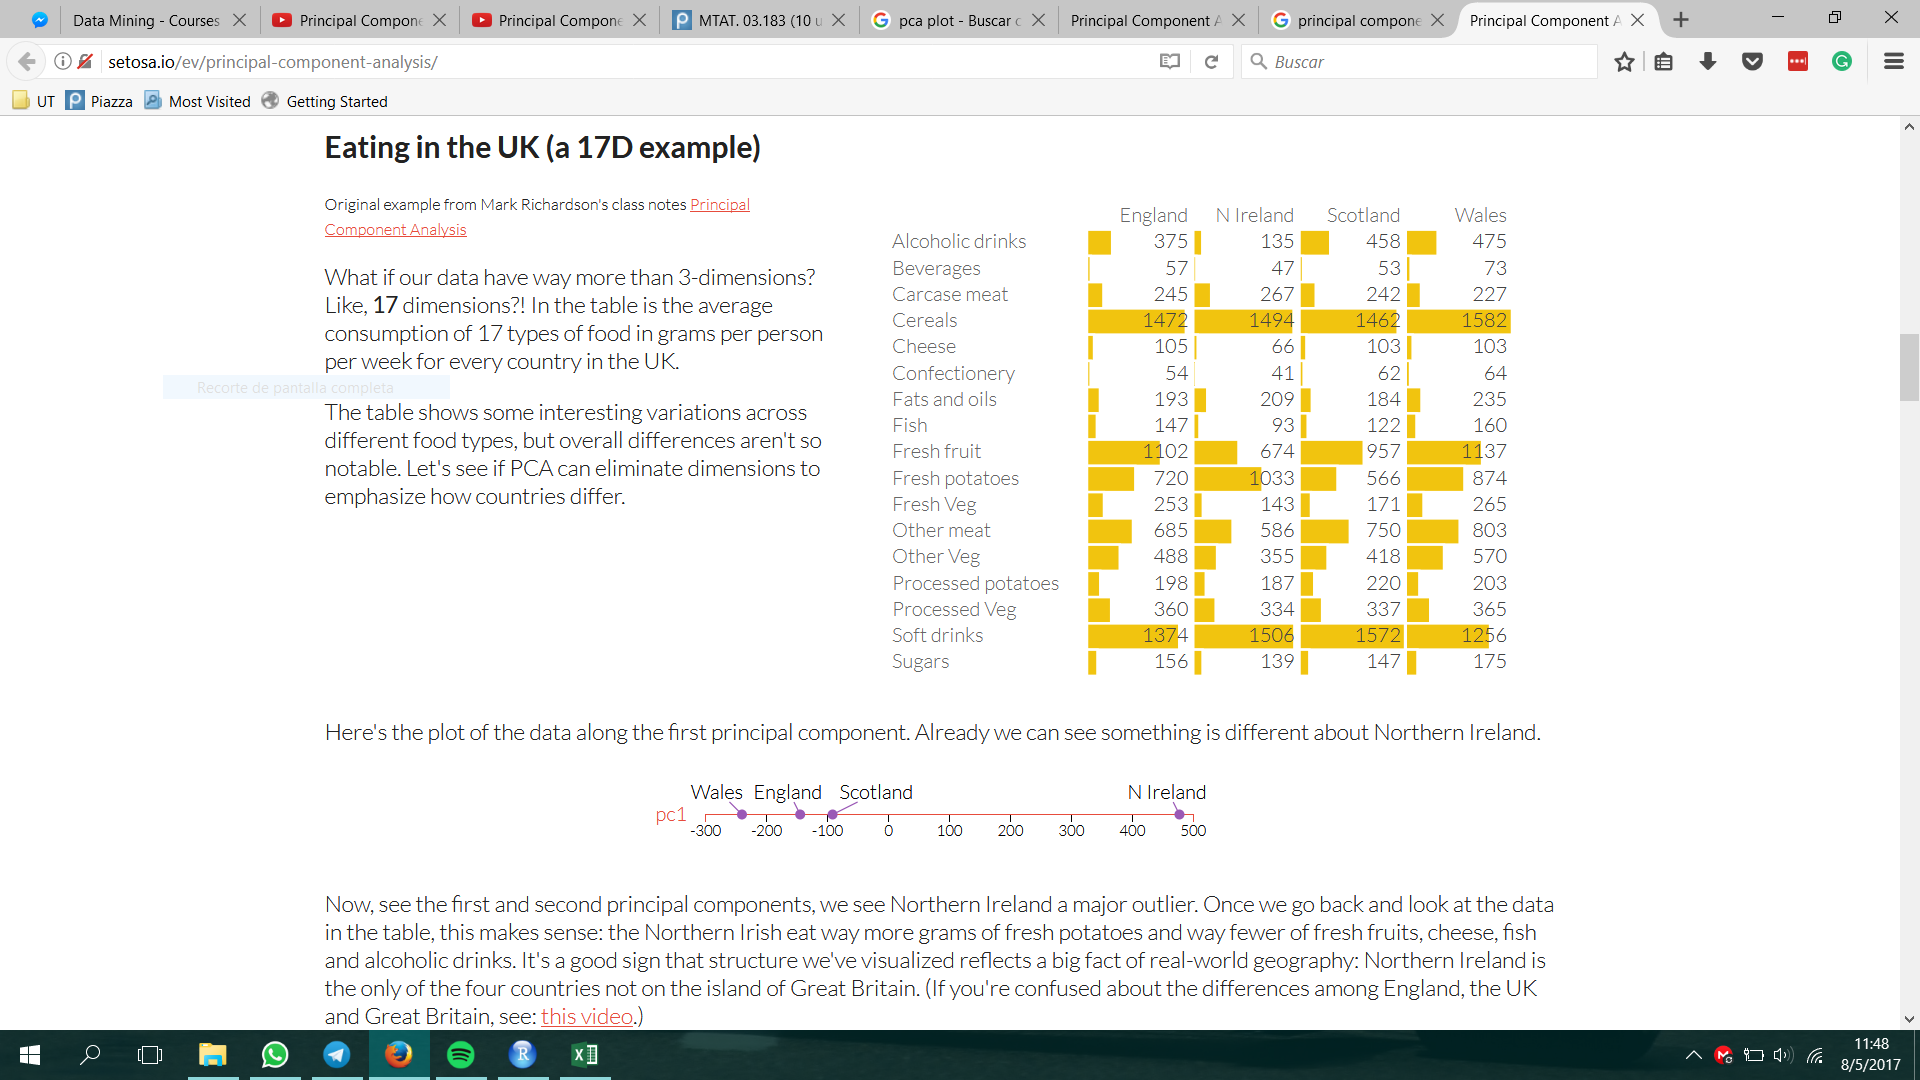 Data Mining - Courses
Principal Compone
Principal Compone
MTAT. 03.183 (10 u
pca plot - Buscar c
Principal Component A
principal compone
Principal Component A
setosa.io/ev/principal-component-analysis/
Buscar
UT
Piazza
Most Visited
Getting Started
Eating in the UK (a 17D example)
Original example from Mark Richardson's class notes Principal
Component Analysis
What if our data have way more than 3-dimensions?
Like, 17 dimensions?! In the table is the average
consumption of 17 types of food in grams per person
per week for every country in the UK.
Recorte de pantalla completa
The table shows some interesting variations across
different food types, but overall differences aren't so
notable. Let's see if PCA can eliminate dimensions to
emphasize how countries differ.
England N Ireland Scotland Wales
Alcoholic drinks 375 135 458 475
Beverages 57 47 53 73
Carcase meat 245 267 242 227
Cereals 1472 1494 1462 1582
Cheese 105 66 103 103
Confectionery 54 41 62 64
Fats and oils 193 209 184 235
Fish 147 93 122 160
Fresh fruit 1102 674 957 1137
Fresh potatoes 720 1033 566 874
Fresh Veg 253 143 171 265
Other meat 685 586 750 803
Other Veg 488 355 418 570
Processed potatoes 198 187 220 203
Processed Veg 360 334 337 365
Soft drinks 1374 1506 1572 1256
Sugars 156 139 147 175
Here's the plot of the data along the first principal component. Already we can see something is different about Northern Ireland.
Wales England Scotland N Ireland
pc1
-300 -200 -100 0 100 200 300 400 500
Now, see the first and second principal components, we see Northern Ireland a major outlier. Once we go back and look at the data
in the table, this makes sense: the Northern Irish eat way more grams of fresh potatoes and way fewer of fresh fruits, cheese, fish
and alcoholic drinks. It's a good sign that structure we've visualized reflects a big fact of real-world geography: Northern Ireland is
the only of the four countries not on the island of Great Britain. (If you're confused about the differences among England, the UK
and Great Britain, see: this video.)
11:48
8/5/2017